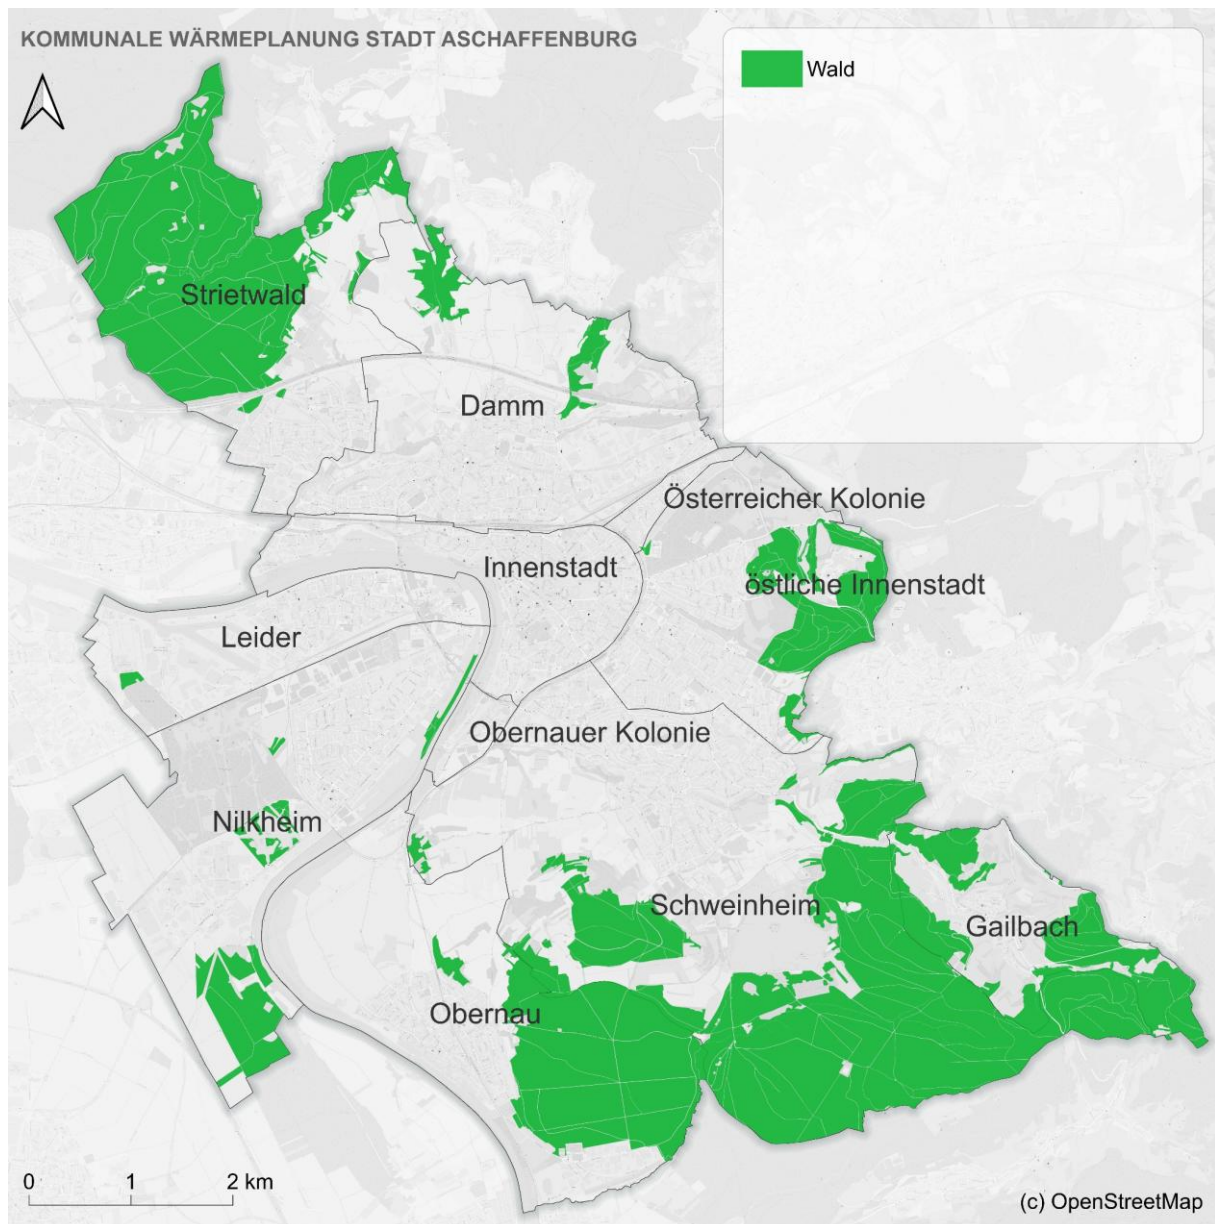 KOMMUNALE WÄRMEPLANUNG STADT ASCHAFFENBURG
Wald
Strietwald
Damm
Österreicher Kolonie
Innenstadt
östliche Innenstadt
Leider
Obernauer Kolonie
Nilkheim
Schweinheim
Gailbach
Obernau
0 1 2 km
(c) OpenStreetMap